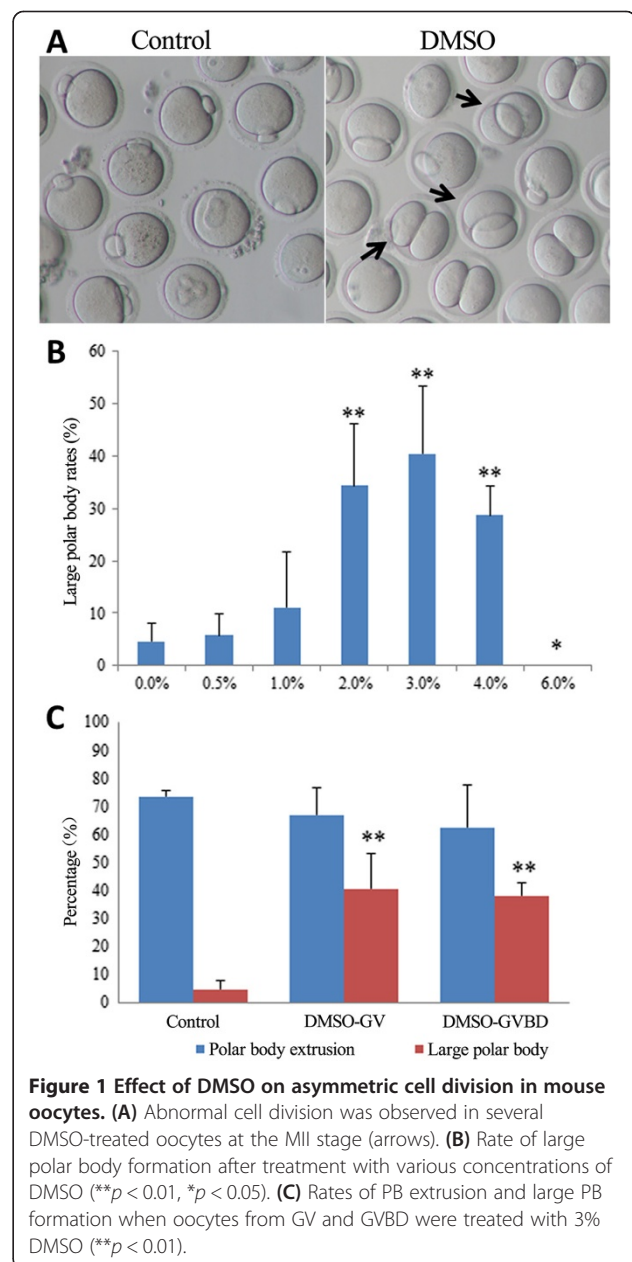 A Control DMSO
B
Large polar body rates (%)
60
50
40
30
20
10
0
** ** ** *
0.0% 0.5% 1.0% 2.0% 3.0% 4.0% 6.0%
C
Percentage (%)
100
90
80
70
60
50
40
30
20
10
0
** **
Control DMSO-GV DMSO-GVBD
Polar body extrusion Large polar body
Figure 1 Effect of DMSO on asymmetric cell division in mouse
oocytes. (A) Abnormal cell division was observed in several
DMSO-treated oocytes at the MII stage (arrows). (B) Rate of large
polar body formation after treatment with various concentrations of
DMSO (**p < 0.01, *p < 0.05). (C) Rates of PB extrusion and large PB
formation when oocytes from GV and GVBD were treated with 3%
DMSO (**p < 0.01).